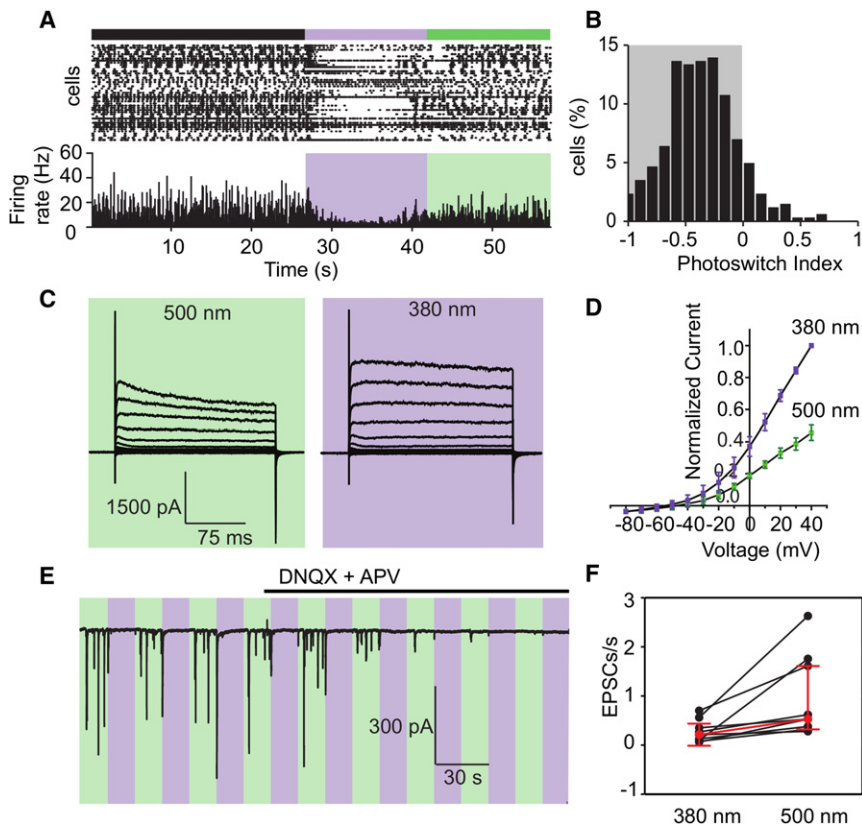 A
cells
Firing
rate (Hz)
60
40
20
0
10
20
30
40
50
Time (s)
B
cells (%)
15
10
5
0
-1
-0.5
0
0.5
1
Photoswitch Index
C
500 nm
380 nm
1500 pA
75 ms
D
Normalized Current
1.0
0.8
0.6
0.4
0.2
0.0
380 nm
500 nm
-80
-60
-40
-20
0
20
40
Voltage (mV)
E
DNQX + APV
300 pA
30 s
F
EPSCs/s
3
2
1
0
-1
380 nm
500 nm